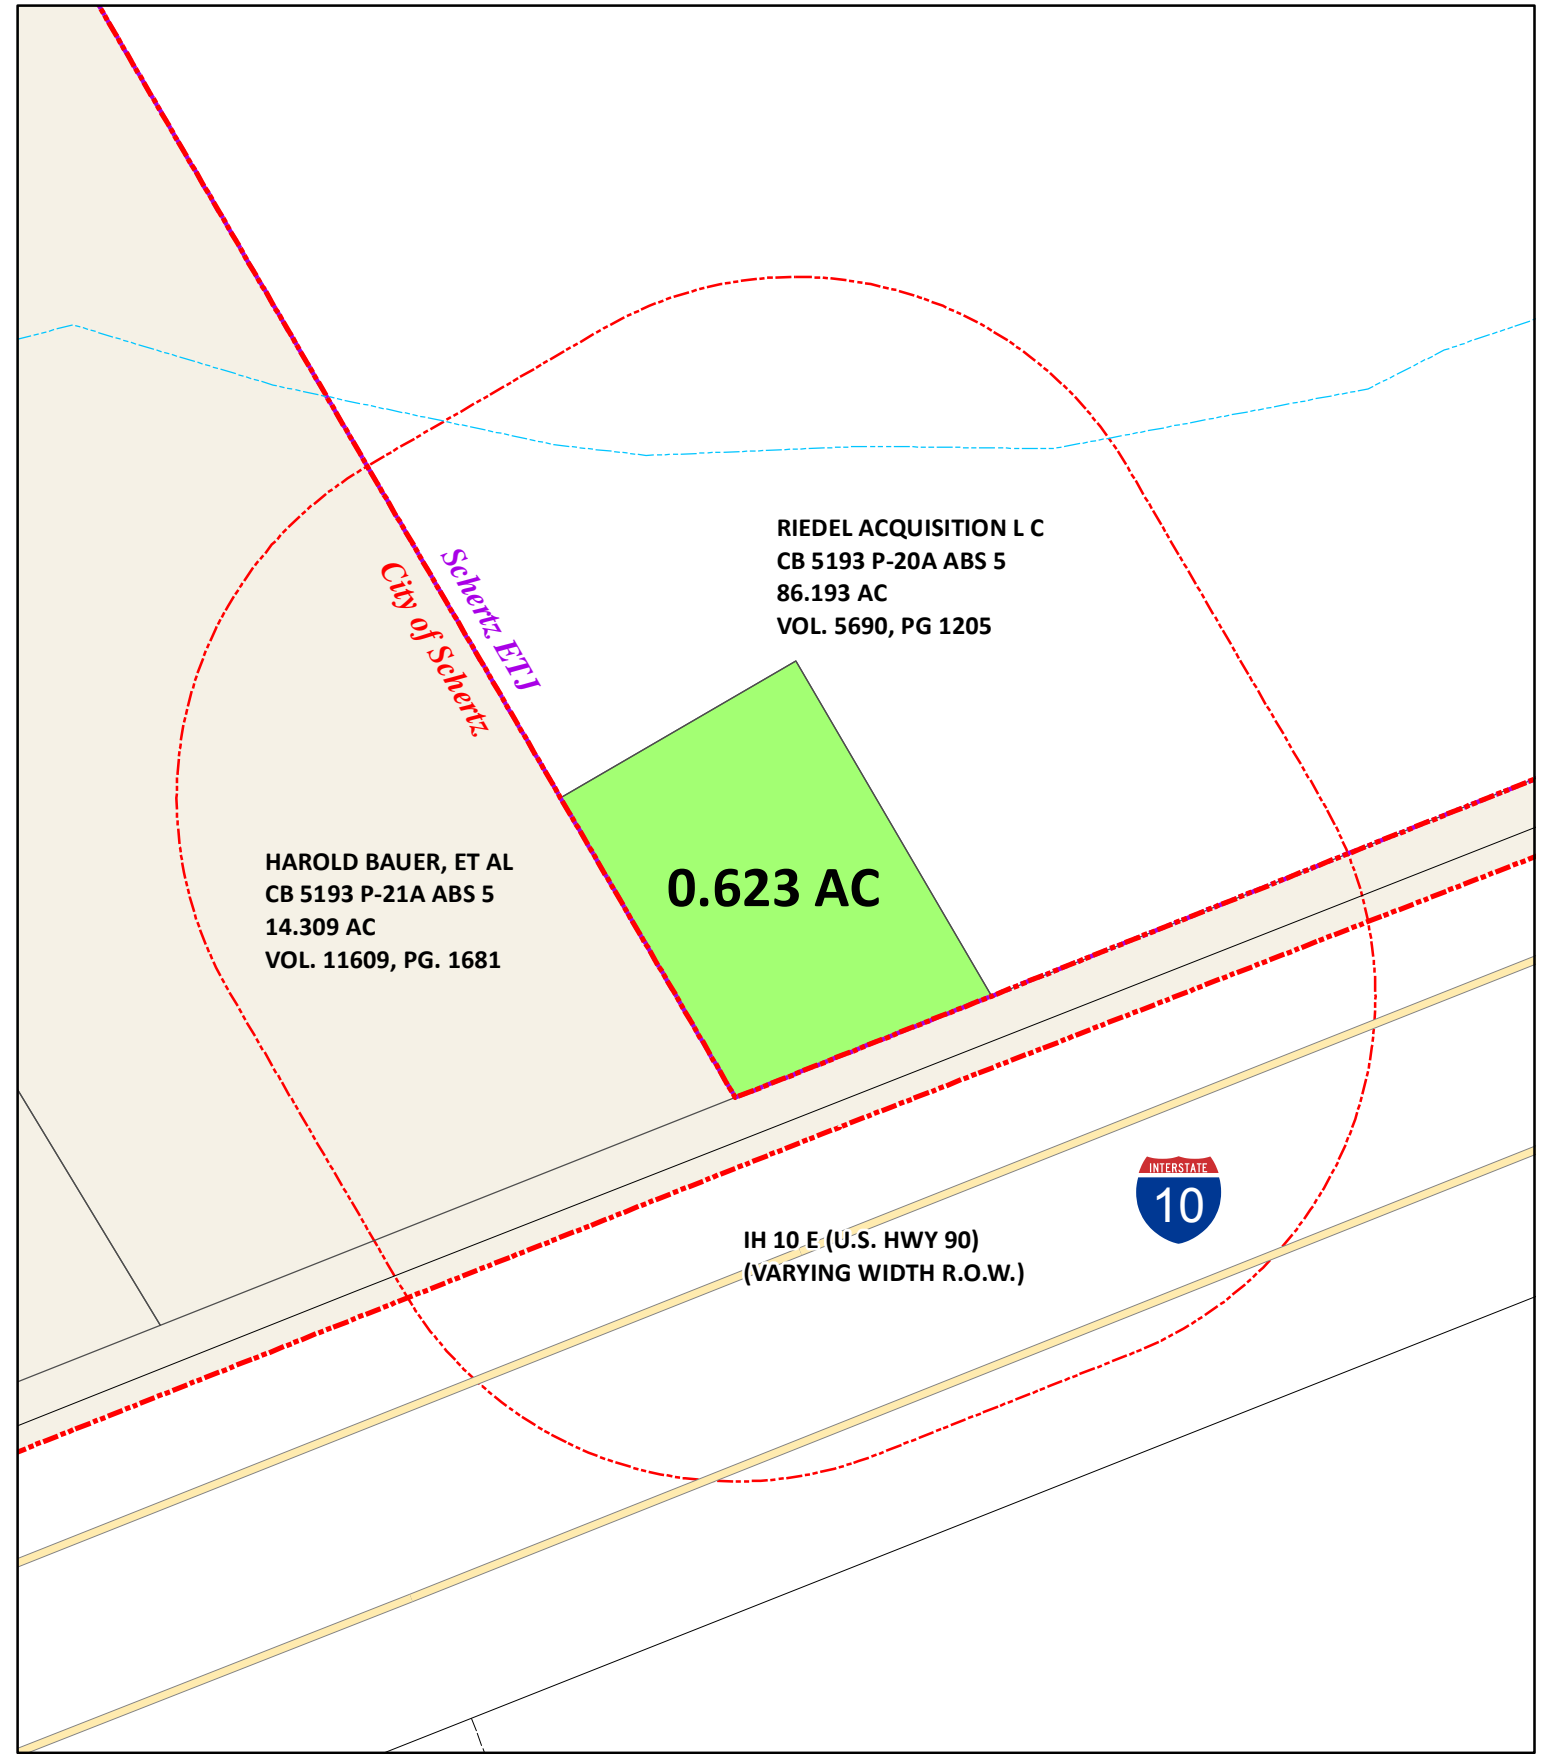 RIEDEL ACQUISITION L C
CB 5193 P-20A ABS 5
86.193 AC
VOL. 5690, PG 1205
Schertz ETJ
City of Schertz
HAROLD BAUER, ET AL
CB 5193 P-21A ABS 5
14.309 AC
VOL. 11609, PG. 1681
0.623 AC
INTERSTATE
10
IH 10 E (U.S. HWY 90)
(VARYING WIDTH R.O.W.)